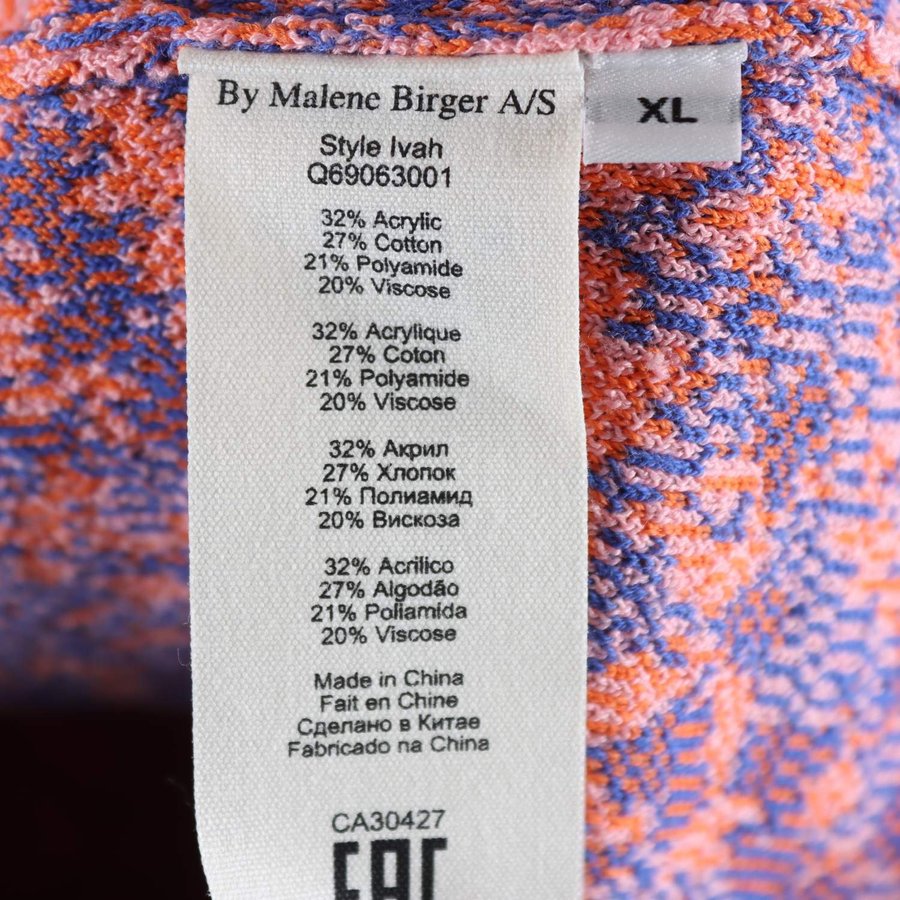 By Malene Birger A/S
XL
Style Ivah
Q69063001
32% Acrylic
27% Cotton
21% Polyamide
20% Viscose
32% Acrylique
27% Coton
21% Polyamide
20% Viscose
32% Акрил
27% Хлопок
21% Полиамид
20% Вискоза
32% Acrilico
27% Algodão
21% Poliamida
20% Viscose
Made in China
Fait en Chine
Сделано в Китае
Fabricado na China
CA30427
EAC